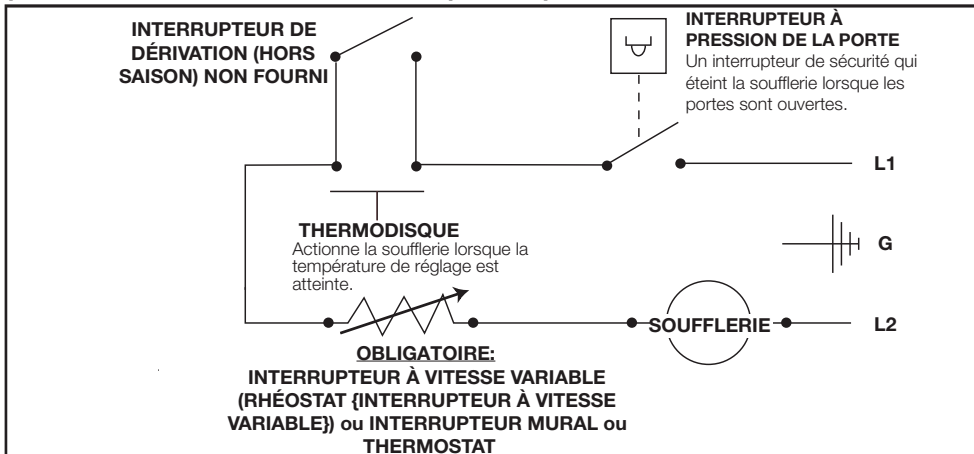 INTERRUPTEUR DE
DÉRIVATION (HORS
SAISON) NON FOURNI
INTERRUPTEUR À
PRESSION DE LA PORTE
Un interrupteur de sécurité qui
éteint la soufflerie lorsque les
portes sont ouvertes.
L1
THERMODISQUE
Actionne la soufflerie lorsque la
température de réglage est
atteinte.
G
SOUFFLERIE
L2
OBLIGATOIRE:
INTERRUPTEUR À VITESSE VARIABLE
(RHÉOSTAT {INTERRUPTEUR À VITESSE
VARIABLE}) ou INTERRUPTEUR MURAL ou
THERMOSTAT